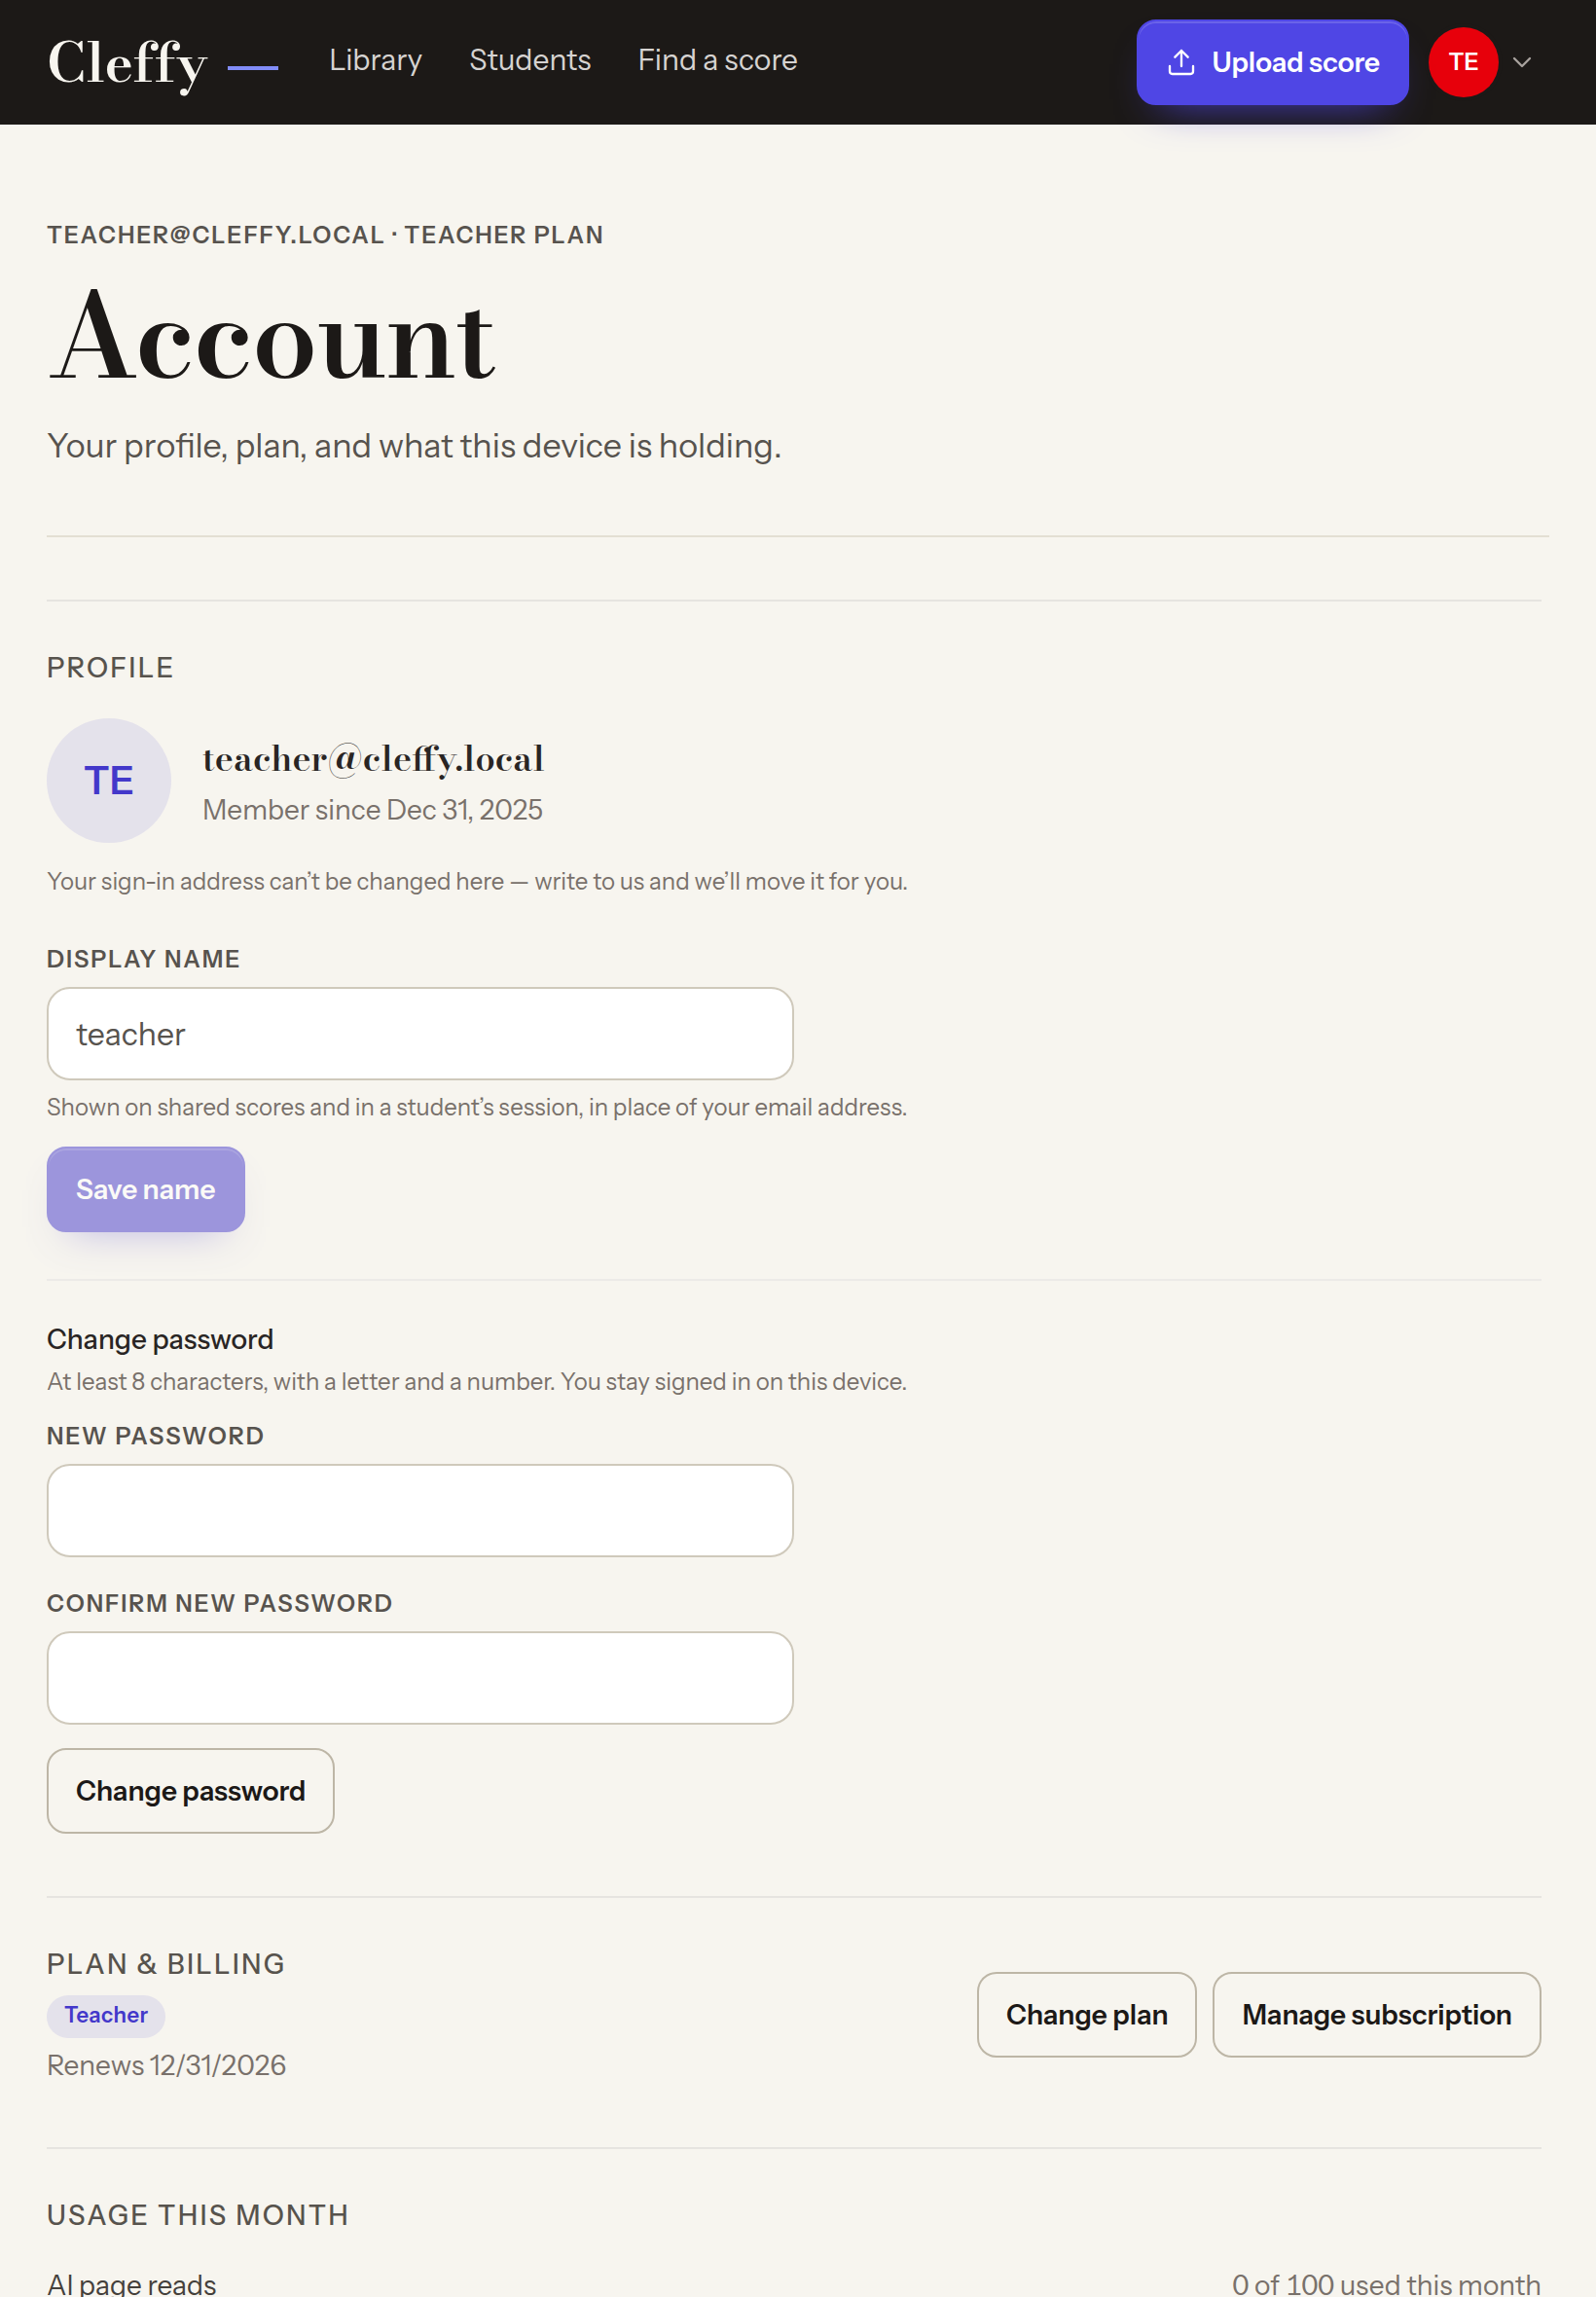 Cleffy
Library
Students
Find a score
Upload score
TE
TEACHER@CLEFFY.LOCAL · TEACHER PLAN
Account
Your profile, plan, and what this device is holding.
PROFILE
TE
teacher@cleffy.local
Member since Dec 31, 2025
Your sign-in address can’t be changed here — write to us and we’ll move it for you.
DISPLAY NAME
teacher
Shown on shared scores and in a student’s session, in place of your email address.
Save name
Change password
At least 8 characters, with a letter and a number. You stay signed in on this device.
NEW PASSWORD
CONFIRM NEW PASSWORD
Change password
PLAN & BILLING
Teacher
Renews 12/31/2026
Change plan
Manage subscription
USAGE THIS MONTH
AI page reads
0 of 100 used this month